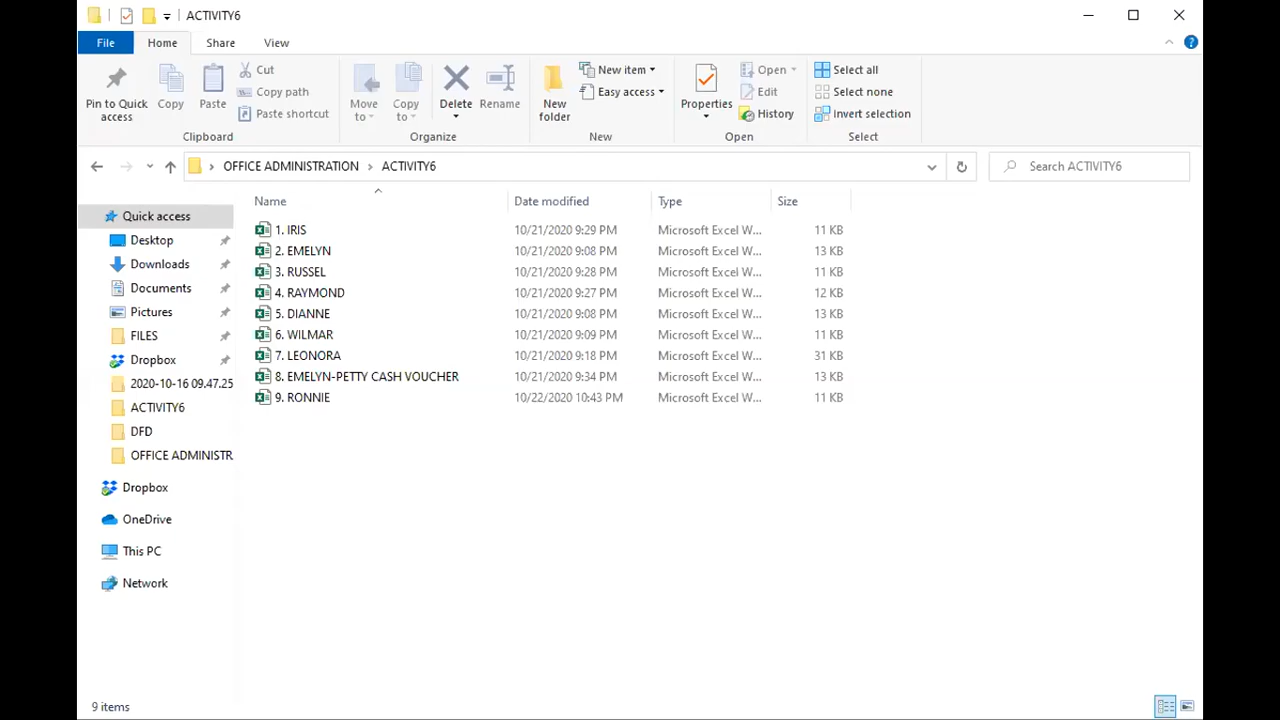 ACTIVITY6
File Home Share View
Pin to Quick access
Copy
Paste
Cut
Copy path
Paste shortcut
Clipboard
Move to
Copy to
Delete
Rename
Organize
New folder
New item
Easy access
New
Properties
Open
Edit
History
Open
Select all
Select none
Invert selection
Select
OFFICE ADMINISTRATION > ACTIVITY6
Search ACTIVITY6
Quick access
Desktop
Downloads
Documents
Pictures
FILES
Dropbox
2020-10-16 09.47.25
ACTIVITY6
DFD
OFFICE ADMINISTR
Dropbox
OneDrive
This PC
Network
Name Date modified Type Size
1. IRIS 10/21/2020 9:29 PM Microsoft Excel W... 11 KB
2. EMELYN 10/21/2020 9:08 PM Microsoft Excel W... 13 KB
3. RUSSEL 10/21/2020 9:28 PM Microsoft Excel W... 11 KB
4. RAYMOND 10/21/2020 9:27 PM Microsoft Excel W... 12 KB
5. DIANNE 10/21/2020 9:08 PM Microsoft Excel W... 13 KB
6. WILMAR 10/21/2020 9:09 PM Microsoft Excel W... 11 KB
7. LEONORA 10/21/2020 9:18 PM Microsoft Excel W... 31 KB
8. EMELYN-PETTY CASH VOUCHER 10/21/2020 9:34 PM Microsoft Excel W... 13 KB
9. RONNIE 10/22/2020 10:43 PM Microsoft Excel W... 11 KB
9 items